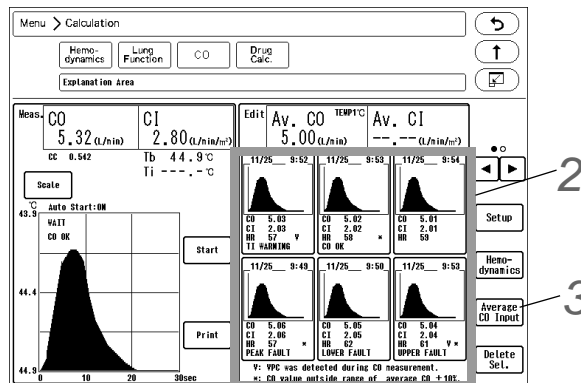 Menu > Calculation
Hemo-
dynamics
Lung
Function
CO
Drug
Calc.
Explanation Area
Meas.
CO
5.32 (L/min)
CI
2.80 (L/min/m²)
CC 0.542
Tb 44.9℃
Ti ---.-℃
Scale
℃ Auto Start:ON
43.9
WAIT
CO OK
44.4
44.9
0 10 20 30sec
Start
Print
Edit
Av. CO TEMP1℃
5.00 (L/min)
Av. CI
--.-- (L/min/m²)
11/25 9:52
CO 5.03
CI 2.03
HR 57 V
TI WARNING
11/25 9:53
CO 5.02
CI 2.02
HR 58 *
CO OK
11/25 9:54
CO 5.01
CI 2.01
HR 59
11/25 9:49
CO 5.06
CI 2.06
HR 57 *
PEAK FAULT
11/25 9:50
CO 5.05
CI 2.05
HR 62
LOWER FAULT
11/25 9:53
CO 5.04
CI 2.04
HR 61 V *
UPPER FAULT
V: VPC was detected during CO measurement.
*: CO value outside range of average CO ±10%.
Setup
Hemo-
dynamics
Average
CO Input
Delete
Sel.
2
3